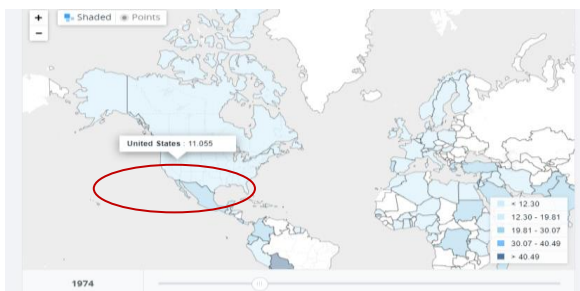 +
Shaded Points
−
United States : 11.055
< 12.30
12.30 - 19.81
19.81 - 30.07
30.07 - 40.49
> 40.49
1974